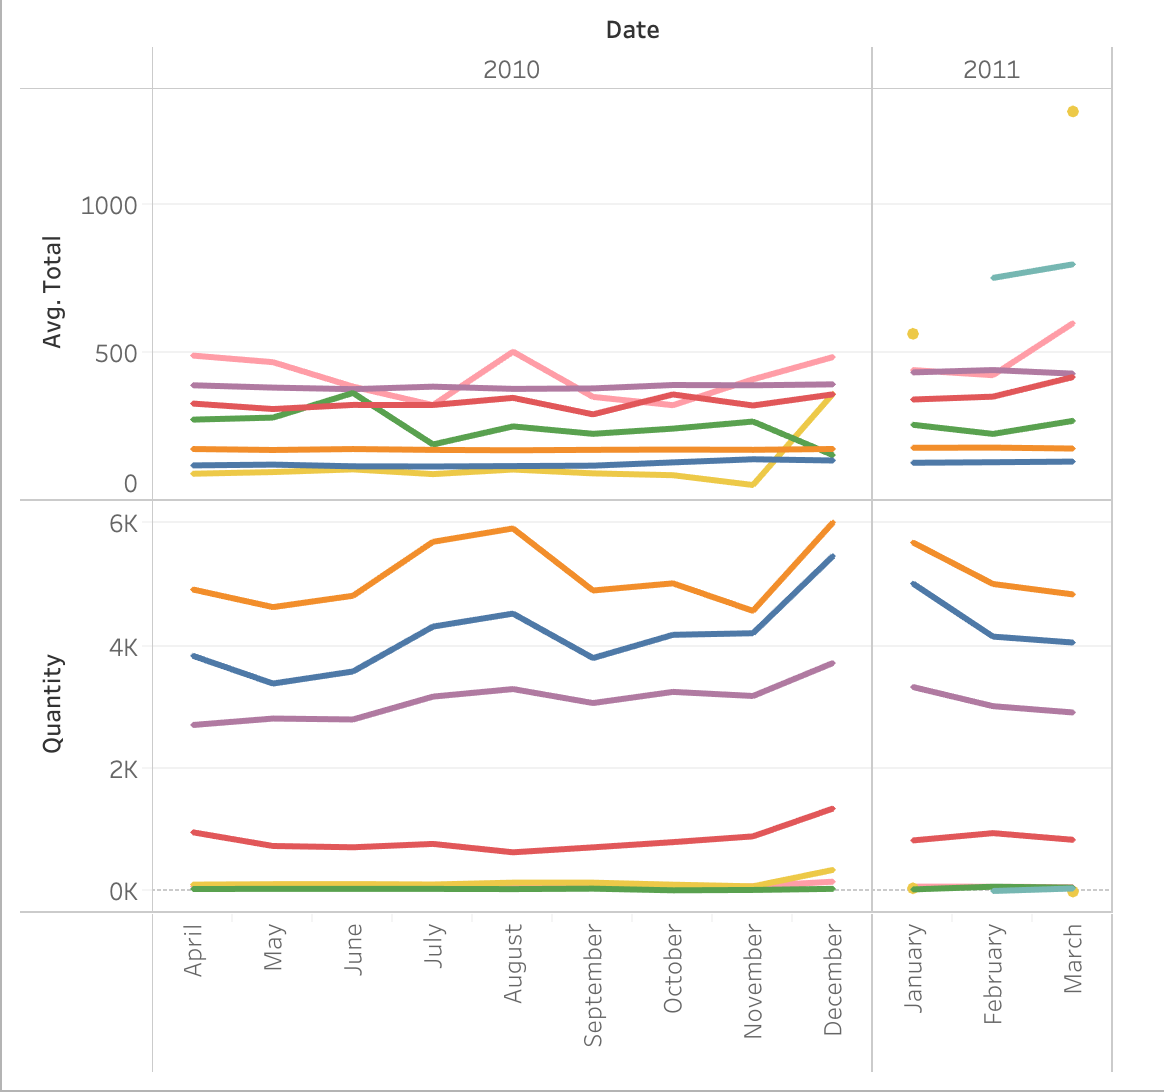 Date
2010 2011
Avg. Total
1000
500
0
Quantity
6K
4K
2K
0K
April May June July August September October November December January February March